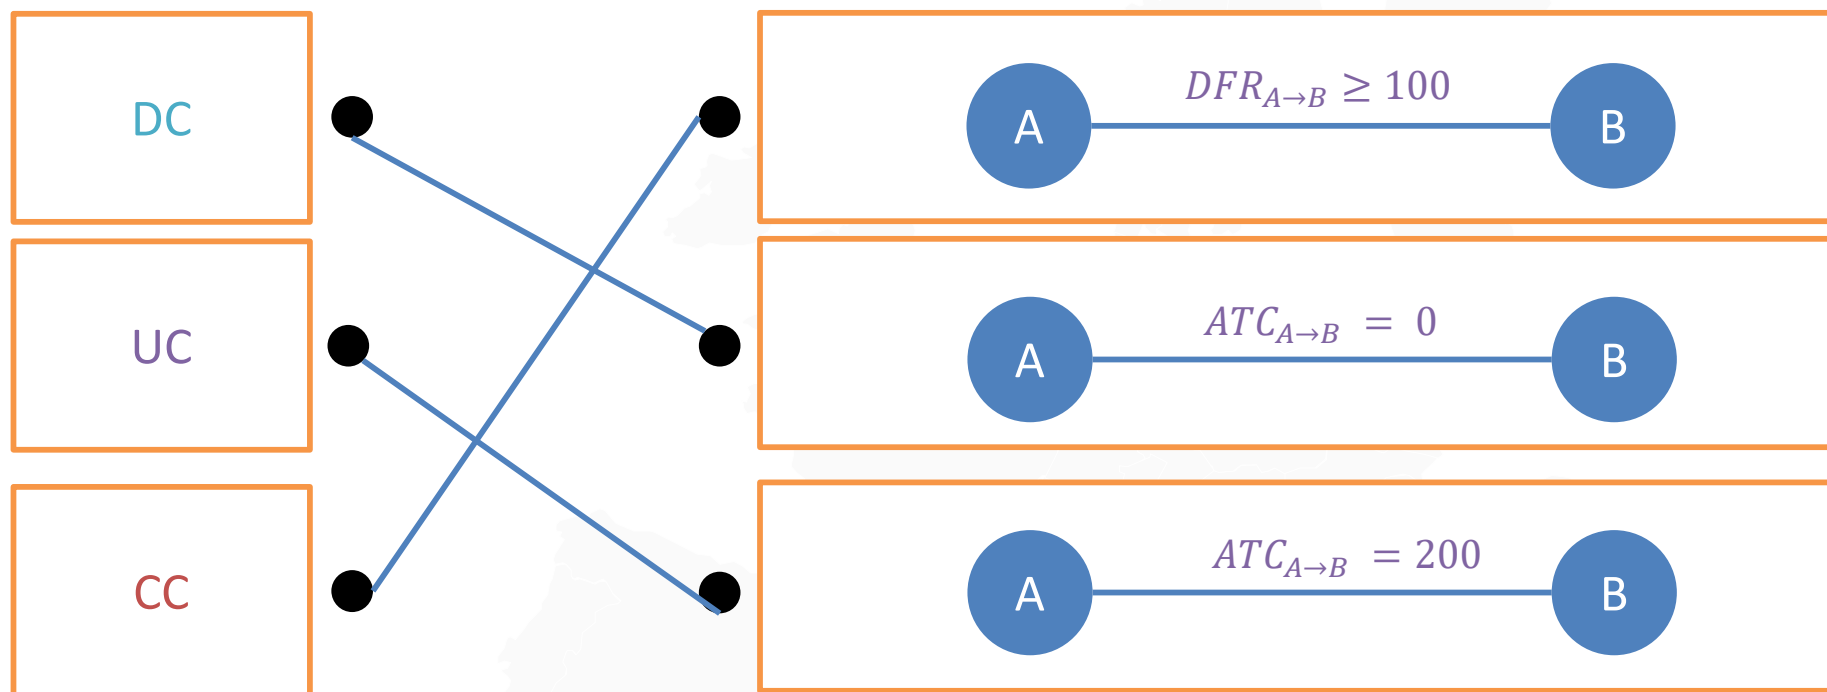 DC
A
DFR_{A→B} ≥ 100
B
UC
A
ATC_{A→B} = 0
B
CC
A
ATC_{A→B} = 200
B